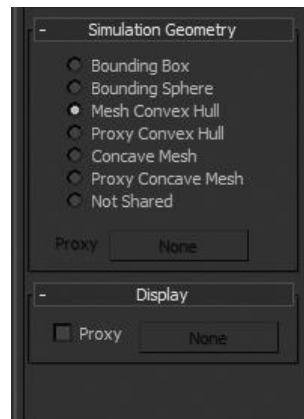 - Simulation Geometry
Bounding Box
Bounding Sphere
Mesh Convex Hull
Proxy Convex Hull
Concave Mesh
Proxy Concave Mesh
Not Shared
Proxy None
- Display
Proxy None